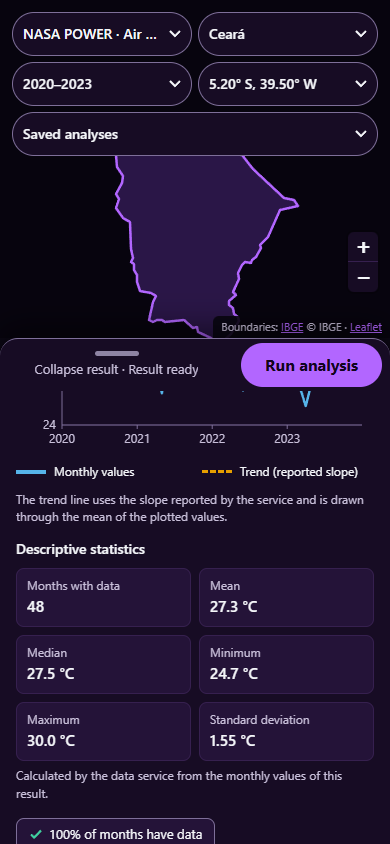 NASA POWER · Air ...
Ceará
2020–2023
5.20° S, 39.50° W
Saved analyses
+
−
Boundaries: IBGE © IBGE · Leaflet
Collapse result · Result ready
Run analysis
24
2020 2021 2022 2023
Monthly values
Trend (reported slope)
The trend line uses the slope reported by the service and is drawn
through the mean of the plotted values.
Descriptive statistics
Months with data
48
Mean
27.3 °C
Median
27.5 °C
Minimum
24.7 °C
Maximum
30.0 °C
Standard deviation
1.55 °C
Calculated by the data service from the monthly values of this
result.
100% of months have data